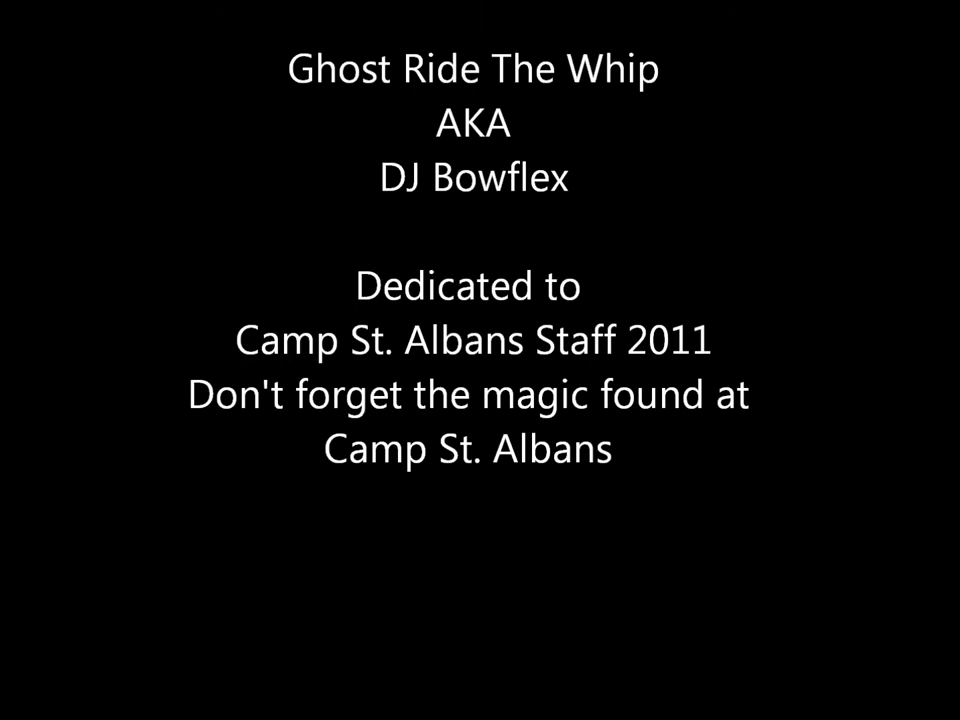 Ghost Ride The Whip
AKA
DJ Bowflex
Dedicated to
Camp St. Albans Staff 2011
Don't forget the magic found at
Camp St. Albans